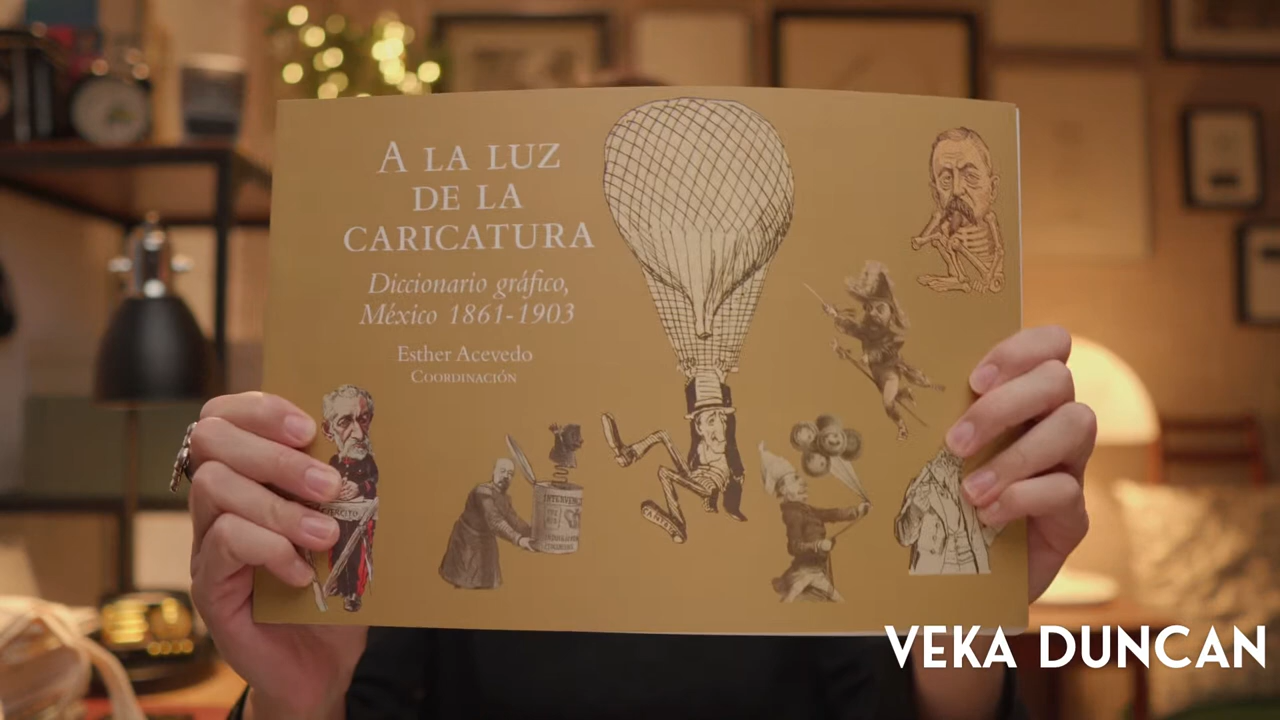 A LA LUZ
DE LA
CARICATURA
Diccionario gráfico,
México 1861-1903
Esther Acevedo
COORDINACIÓN
VEKA DUNCAN